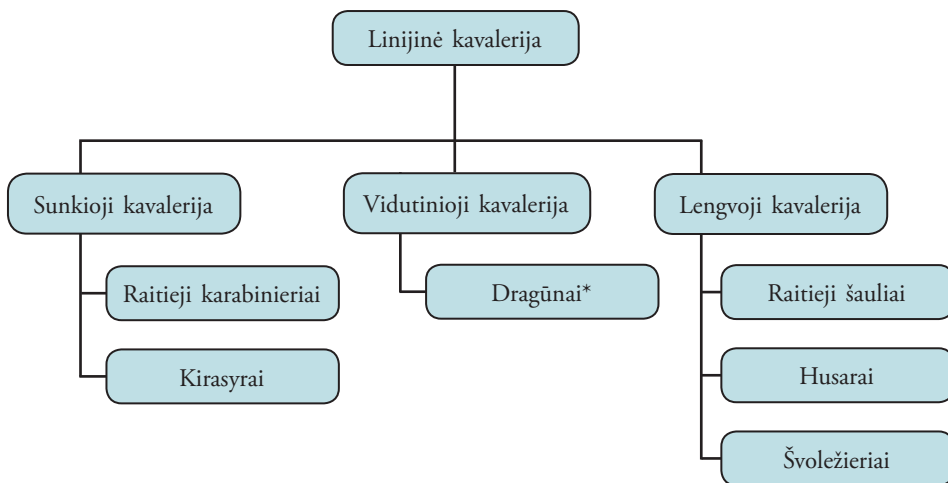 Linijinė kavalerija
Sunkioji kavalerija
Raitieji karabinieriai
Kirasyrai
Vidutinioji kavalerija
Dragūnai*
Lengvoji kavalerija
Raitieji šauliai
Husarai
Švoležieriai